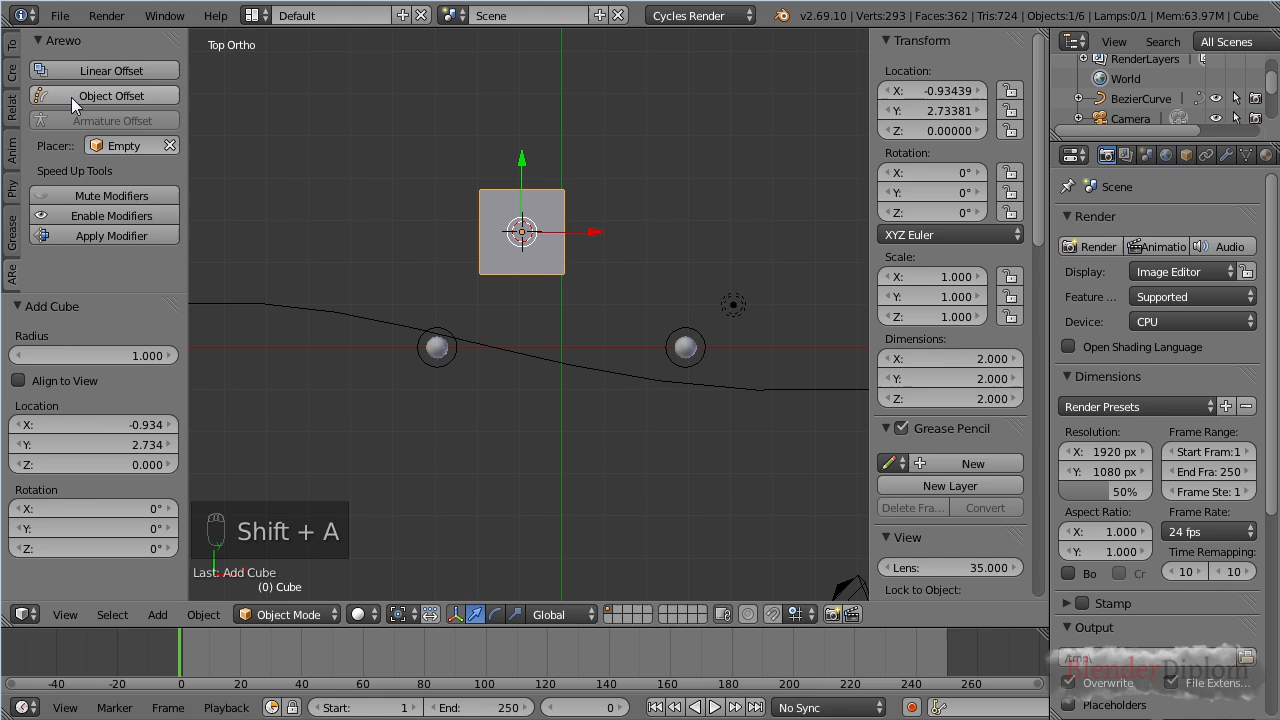 File
Render
Window
Help
Default
Scene
Cycles Render
v2.69.10 | Verts:293 | Faces:362 | Tris:724 | Objects:1/6 | Lamps:0/1 | Mem:63.97M | Cube
To
Cre
Relat
Anim
Phy
Grease
ARe
Arewo
Linear Offset
Object Offset
Armature Offset
Placer:
Empty
Speed Up Tools
Mute Modifiers
Enable Modifiers
Apply Modifier
Add Cube
Radius
1.000
Align to View
Location
X: -0.934
Y: 2.734
Z: 0.000
Rotation
X: 0°
Y: 0°
Z: 0°
Top Ortho
Shift + A
Last: Add Cube
(0) Cube
Transform
Location:
X: -0.93439
Y: 2.73381
Z: 0.00000
Rotation:
X: 0°
Y: 0°
Z: 0°
XYZ Euler
Scale:
X: 1.000
Y: 1.000
Z: 1.000
Dimensions:
X: 2.000
Y: 2.000
Z: 2.000
Grease Pencil
New
New Layer
Delete Fra...
Convert
View
Lens: 35.000
Lock to Object:
View
Search
All Scenes
RenderLayers
World
BezierCurve
Camera
Scene
Render
Render
Animatio
Audio
Display:
Image Editor
Feature ...
Supported
Device:
CPU
Open Shading Language
Dimensions
Render Presets
Resolution:
Frame Range:
X: 1920 px
Start Fram:1
Y: 1080 px
End Fra: 250
50%
Frame Ste: 1
Aspect Ratio:
Frame Rate:
X: 1.000
24 fps
Y: 1.000
Time Remapping:
Bo
Cr
10
10
Stamp
Output
/tmp\
BlenderDiplom
Overwrite
File Extens...
Placeholders
View
Select
Add
Object
Object Mode
Global
-40 -20 0 20 40 60 80 100 120 140 160 180 200 220 240 260
View
Marker
Frame
Playback
Start: 1
End: 250
0
No Sync